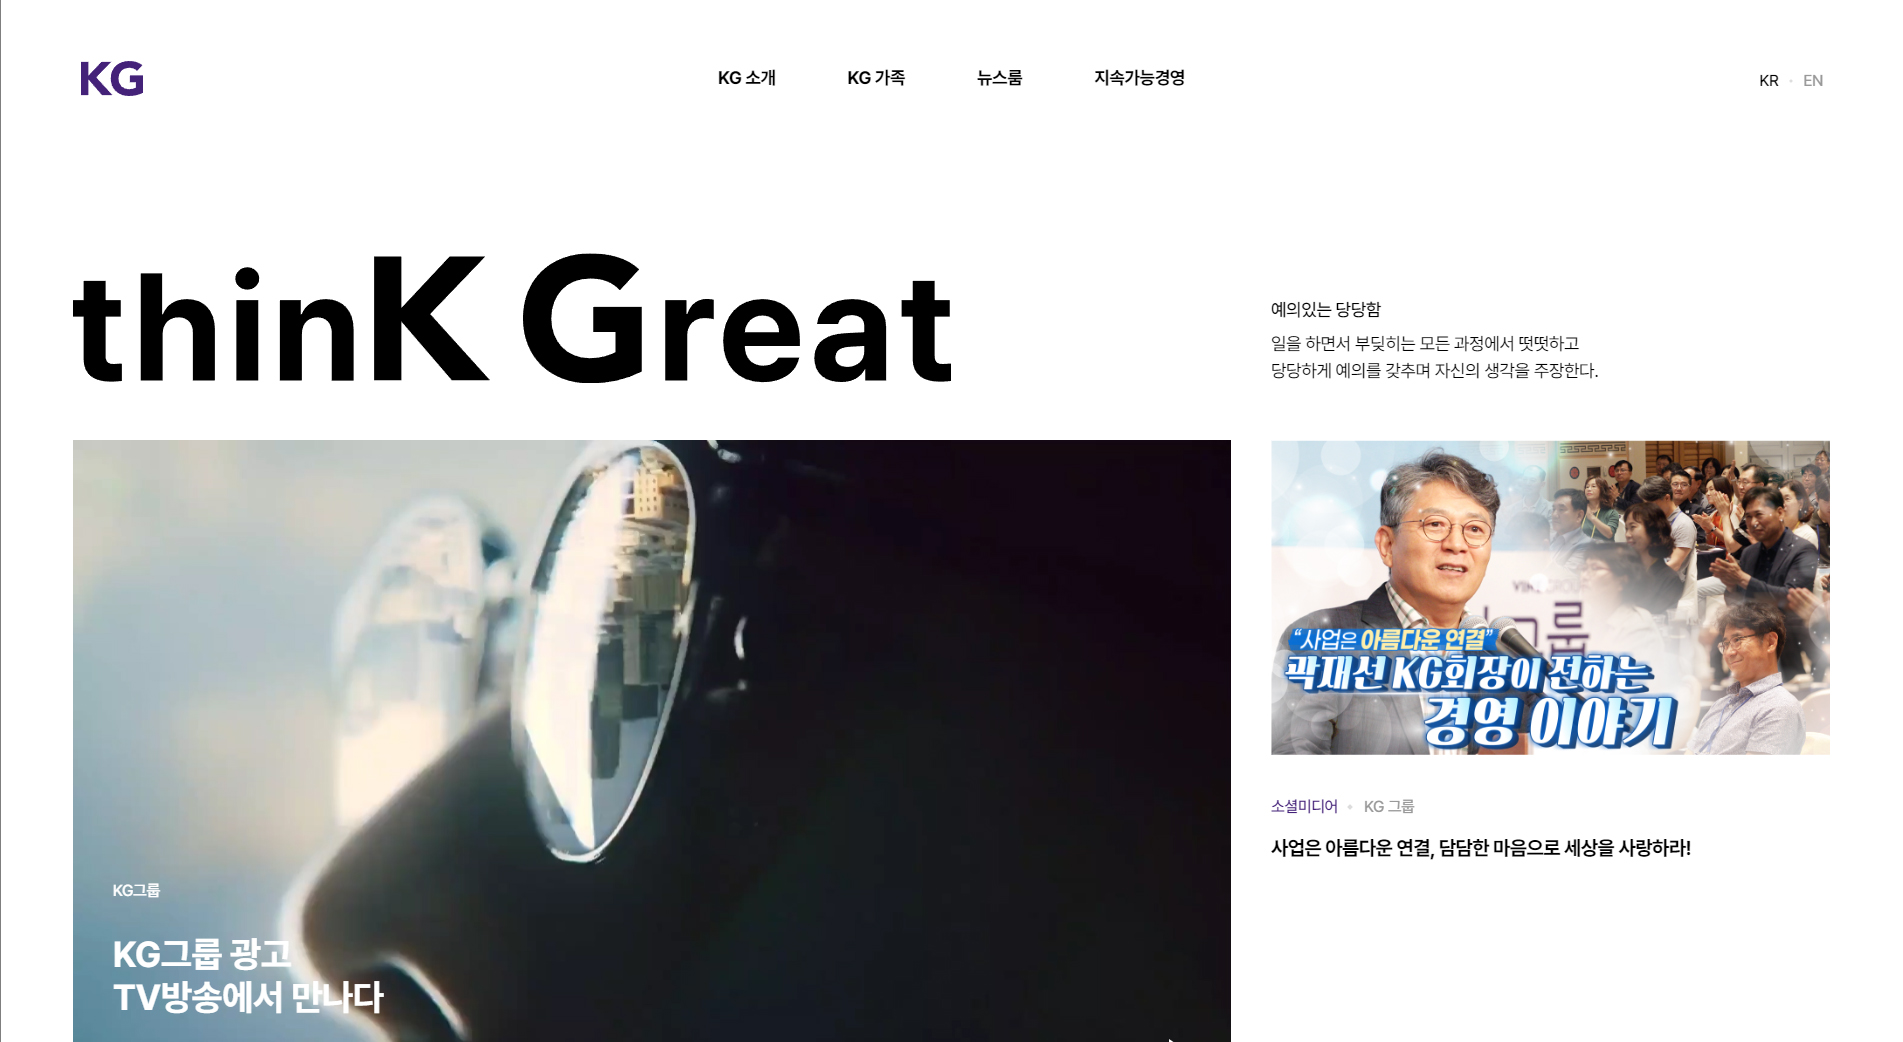 KG
KG 소개
KG 가족
뉴스룸
지속가능경영
KR
EN
thinK Great
예의있는 당당함
일을 하면서 부딪히는 모든 과정에서 떳떳하고
당당하게 예의를 갖추며 자신의 생각을 주장한다.
KG그룹
KG그룹 광고
TV방송에서 만나다
그룹
“사업은 아름다운 연결”
곽재선 KG회장이 전하는
경영 이야기
소셜미디어 • KG 그룹
사업은 아름다운 연결, 담담한 마음으로 세상을 사랑하라!